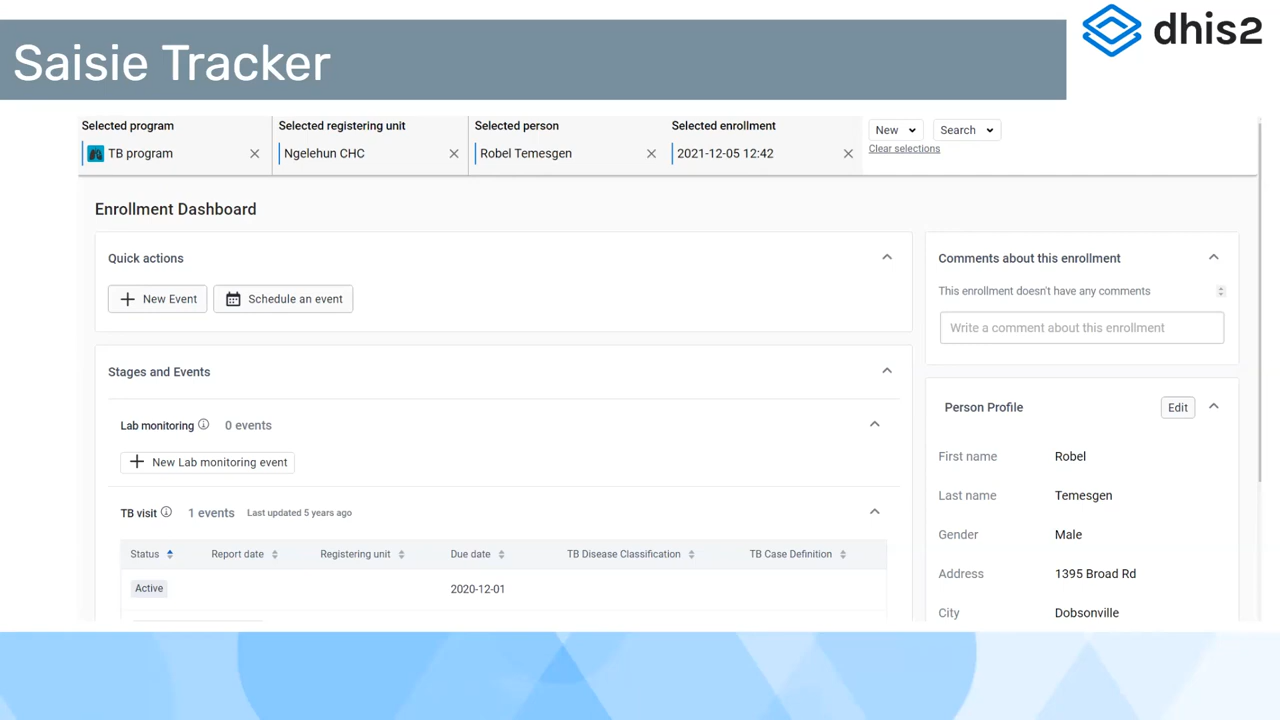 Saisie Tracker
dhis2
Selected program
Selected registering unit
Selected person
Selected enrollment
TB program
Ngelehun CHC
Robel Temesgen
2021-12-05 12:42
New
Search
Clear selections
Enrollment Dashboard
Quick actions
New Event
Schedule an event
Stages and Events
Lab monitoring 0 events
New Lab monitoring event
TB visit 1 events Last updated 5 years ago
Status Report date Registering unit Due date TB Disease Classification TB Case Definition
Active 2020-12-01
Comments about this enrollment
This enrollment doesn't have any comments
Write a comment about this enrollment
Person Profile
Edit
First name Robel
Last name Temesgen
Gender Male
Address 1395 Broad Rd
City Dobsonville